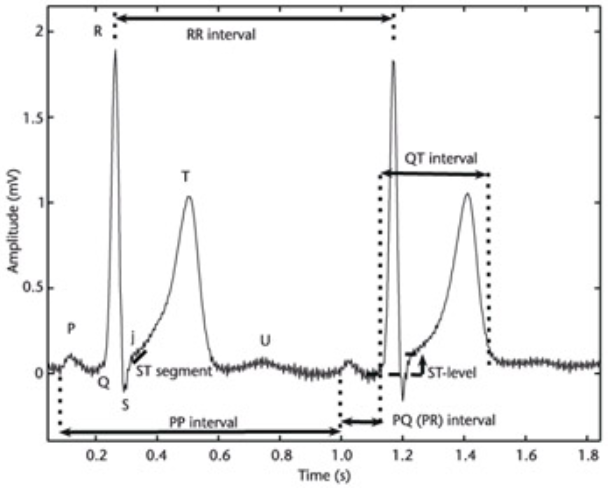 R
RR interval
2
1.5
1
0.5
0
Amplitude (mV)
T
QT interval
P
j
U
ST segment
ST-level
Q
S
PP interval
PQ (PR) interval
0.2 0.4 0.6 0.8 1.0 1.2 1.4 1.6 1.8
Time (s)